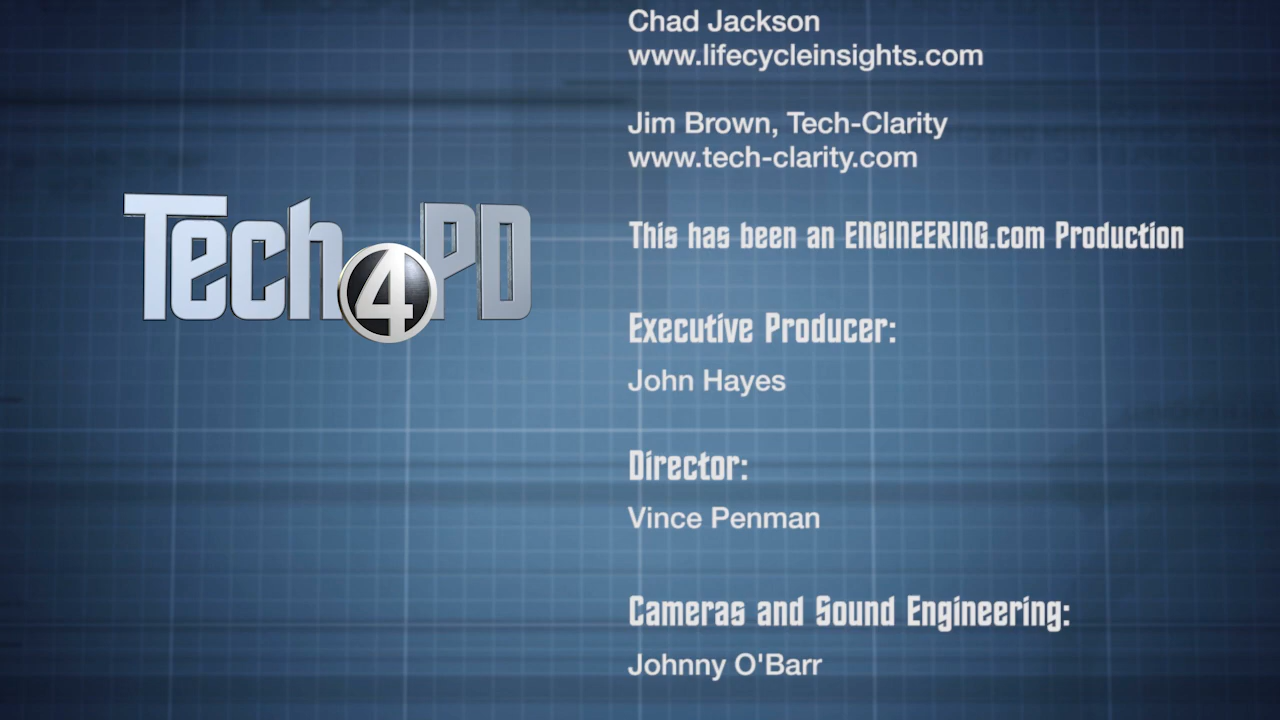 Chad Jackson
www.lifecycleinsights.com
Jim Brown, Tech-Clarity
www.tech-clarity.com
Tech4PD
This has been an ENGINEERING.com Production
Executive Producer:
John Hayes
Director:
Vince Penman
Cameras and Sound Engineering:
Johnny O'Barr